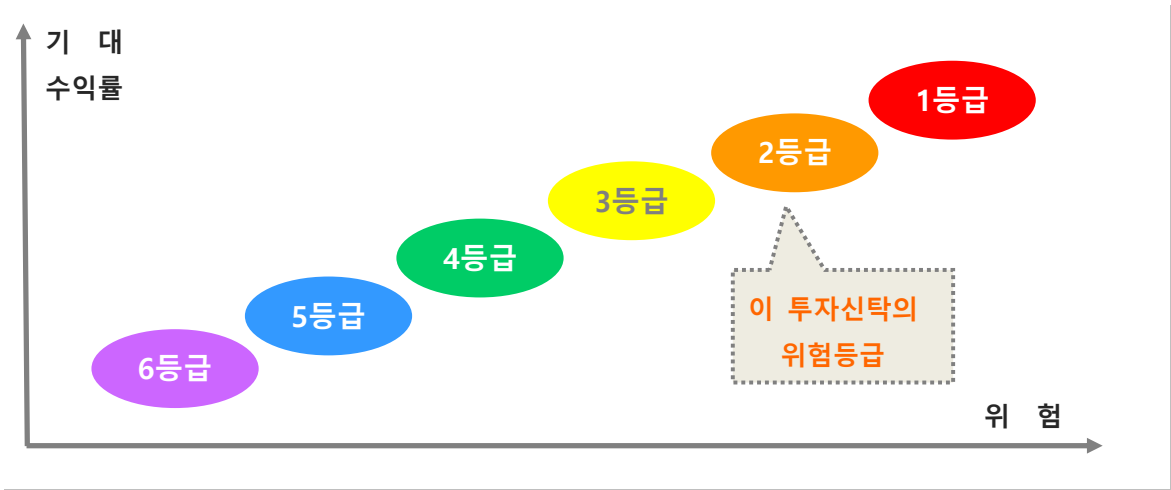 기 대
수익률
1등급
2등급
3등급
4등급
5등급
6등급
이 투자신탁의
위험등급
위 험